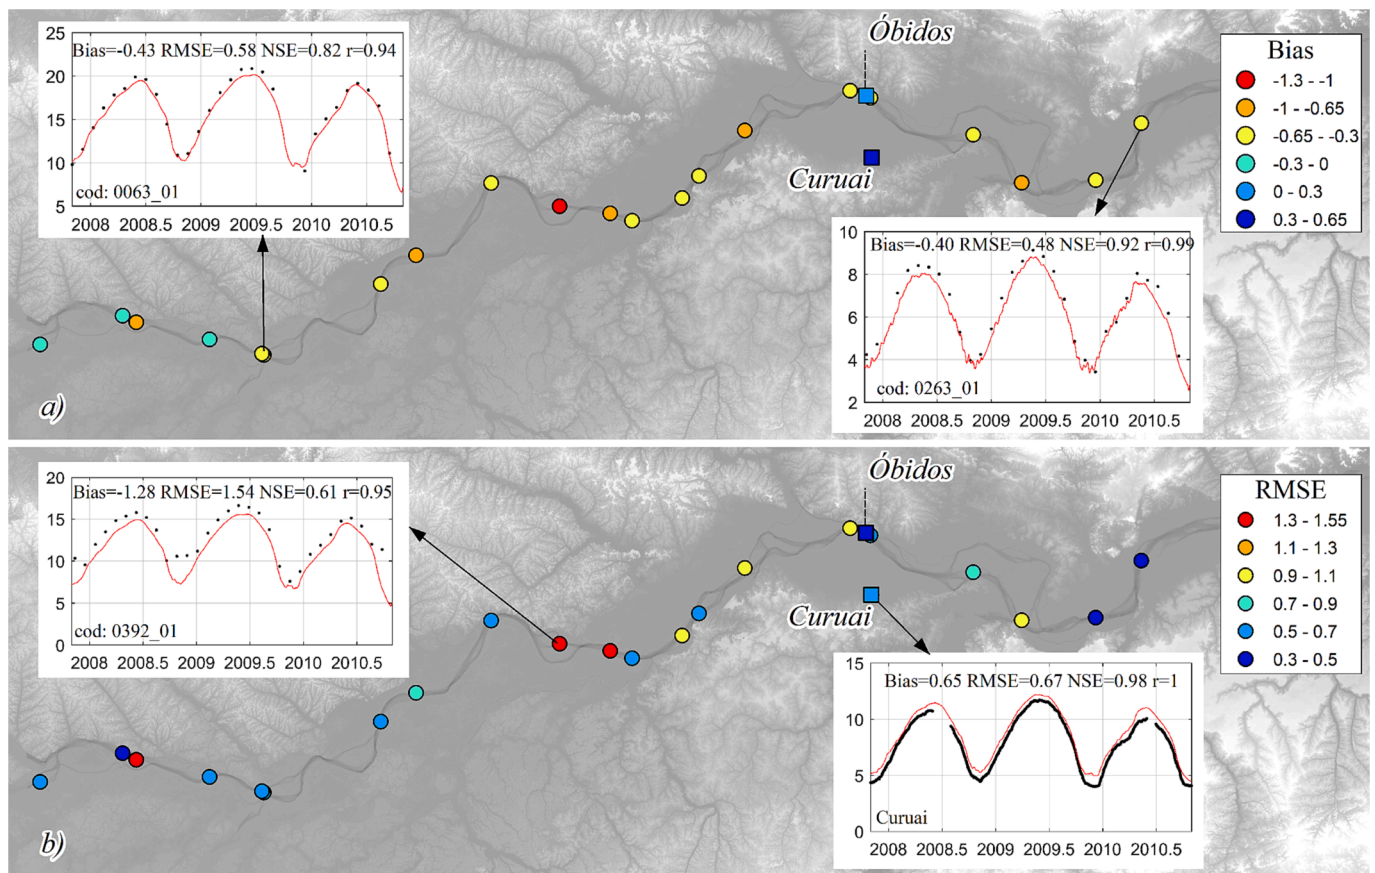 25
20
15
10
5
Bias=-0.43 RMSE=0.58 NSE=0.82 r=0.94
cod: 0063_01
2008 2008.5 2009 2009.5 2010 2010.5
Óbidos
Curuai
Bias
-1.3 - -1
-1 - -0.65
-0.65 - -0.3
-0.3 - 0
0 - 0.3
0.3 - 0.65
10
8
6
4
2
Bias=-0.40 RMSE=0.48 NSE=0.92 r=0.99
cod: 0263_01
2008 2008.5 2009 2009.5 2010 2010.5
a)
20
15
10
5
0
Bias=-1.28 RMSE=1.54 NSE=0.61 r=0.95
cod: 0392_01
2008 2008.5 2009 2009.5 2010 2010.5
Óbidos
Curuai
RMSE
1.3 - 1.55
1.1 - 1.3
0.9 - 1.1
0.7 - 0.9
0.5 - 0.7
0.3 - 0.5
15
10
5
0
Bias=0.65 RMSE=0.67 NSE=0.98 r=1
Curuai
2008 2008.5 2009 2009.5 2010 2010.5
b)